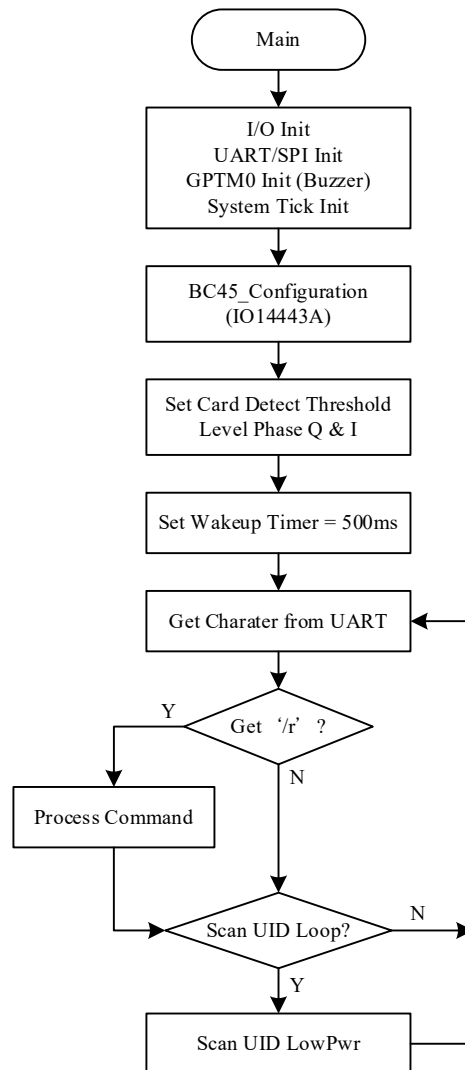 Main
I/O Init
UART/SPI Init
GPTM0 Init (Buzzer)
System Tick Init
BC45_Configuration
(IO14443A)
Set Card Detect Threshold
Level Phase Q & I
Set Wakeup Timer = 500ms
Get Charater from UART
Get ‘/r’ ?
Y
N
Process Command
Scan UID Loop?
N
Y
Scan UID LowPwr